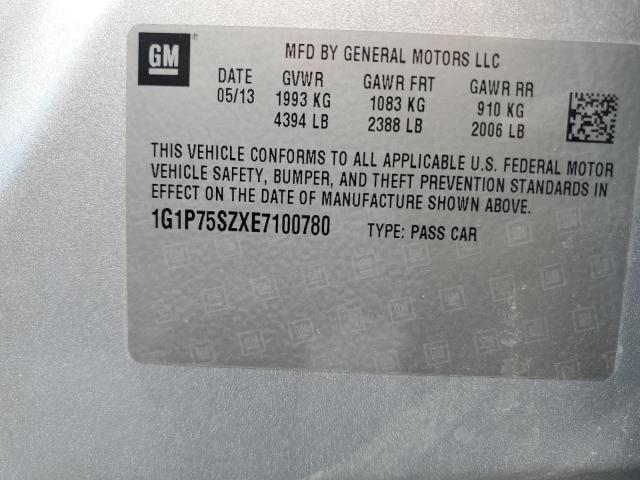 GM ®
MFD BY GENERAL MOTORS LLC
DATE GVWR GAWR FRT GAWR RR
05/13 1993 KG 1083 KG 910 KG
4394 LB 2388 LB 2006 LB
THIS VEHICLE CONFORMS TO ALL APPLICABLE U.S. FEDERAL MOTOR
VEHICLE SAFETY, BUMPER, AND THEFT PREVENTION STANDARDS IN
EFFECT ON THE DATE OF MANUFACTURE SHOWN ABOVE.
1G1P75SZXE7100780 TYPE: PASS CAR